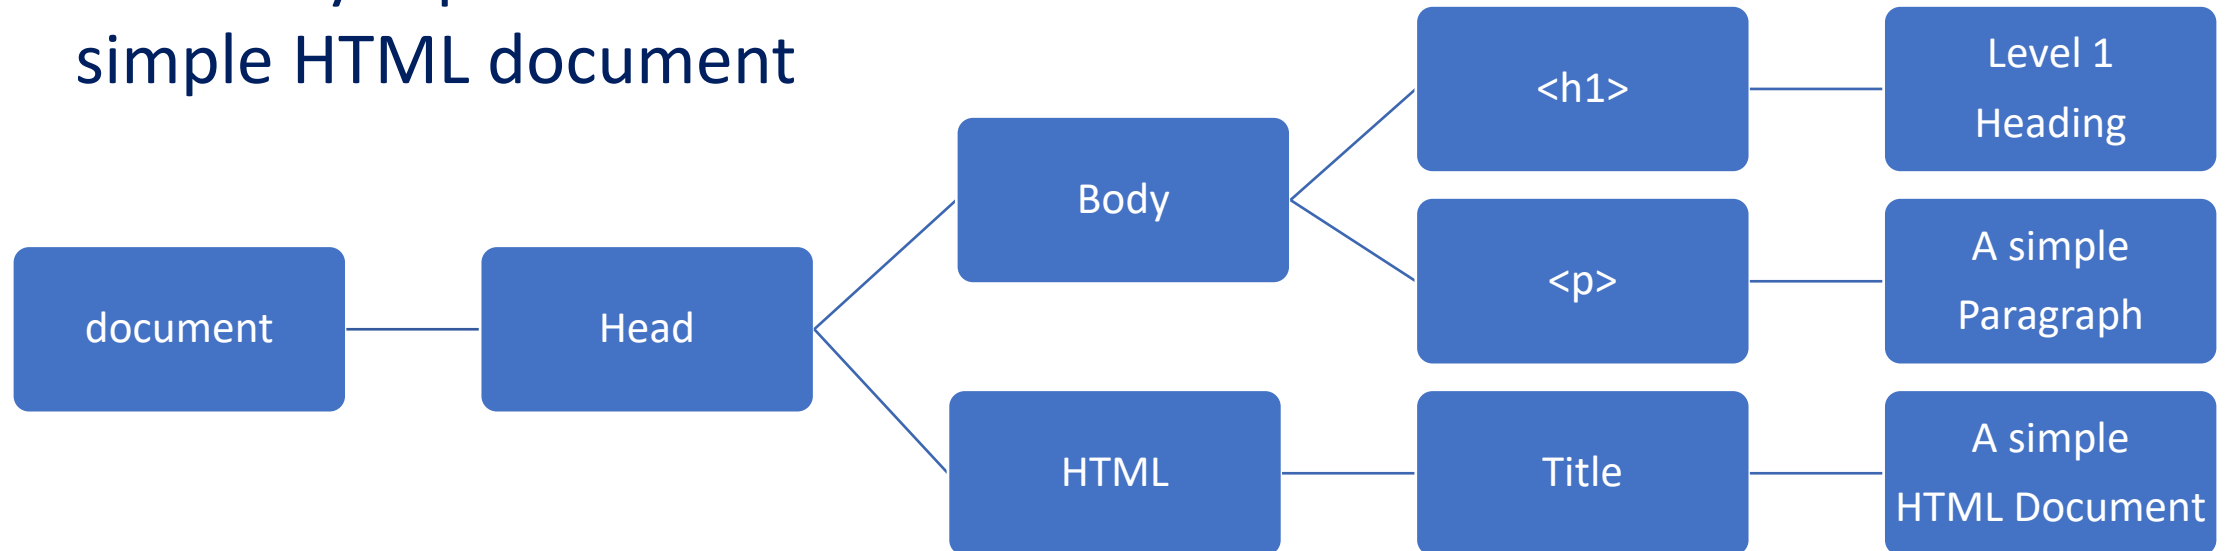 simple HTML document
<h1>
Level 1
Heading
Body
<p>
A simple
Paragraph
document
Head
HTML
Title
A simple
HTML Document